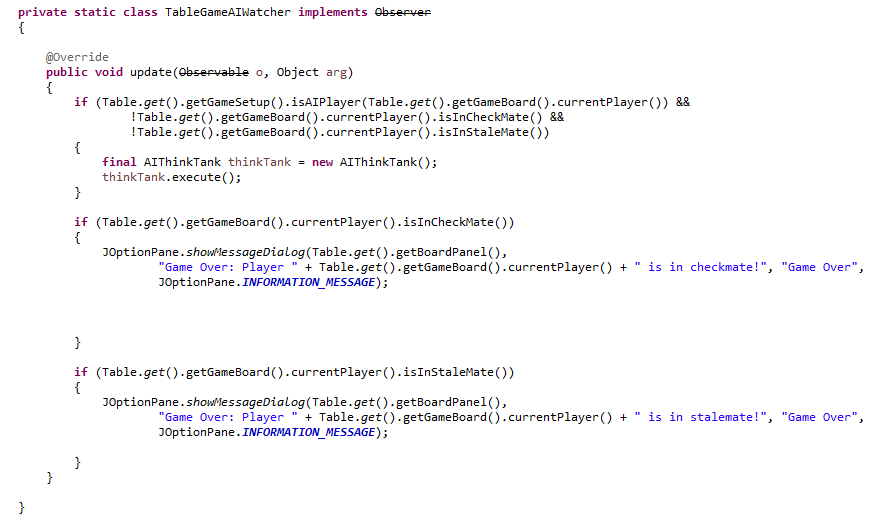 private static class TableGameAIWatcher implements Observer
{
@Override
public void update(Observable o, Object arg)
{
if (Table.get().getGameSetup().isAIPlayer(Table.get().getGameBoard().currentPlayer()) &&
!Table.get().getGameBoard().currentPlayer().isInCheckMate() &&
!Table.get().getGameBoard().currentPlayer().isInStaleMate())
{
final AIThinkTank thinkTank = new AIThinkTank();
thinkTank.execute();
}
if (Table.get().getGameBoard().currentPlayer().isInCheckMate())
{
JOptionPane.showMessageDialog(Table.get().getBoardPanel(),
"Game Over: Player " + Table.get().getGameBoard().currentPlayer() + " is in checkmate!", "Game Over",
JOptionPane.INFORMATION_MESSAGE);
}
if (Table.get().getGameBoard().currentPlayer().isInStaleMate())
{
JOptionPane.showMessageDialog(Table.get().getBoardPanel(),
"Game Over: Player " + Table.get().getGameBoard().currentPlayer() + " is in stalemate!", "Game Over",
JOptionPane.INFORMATION_MESSAGE);
}
}
}